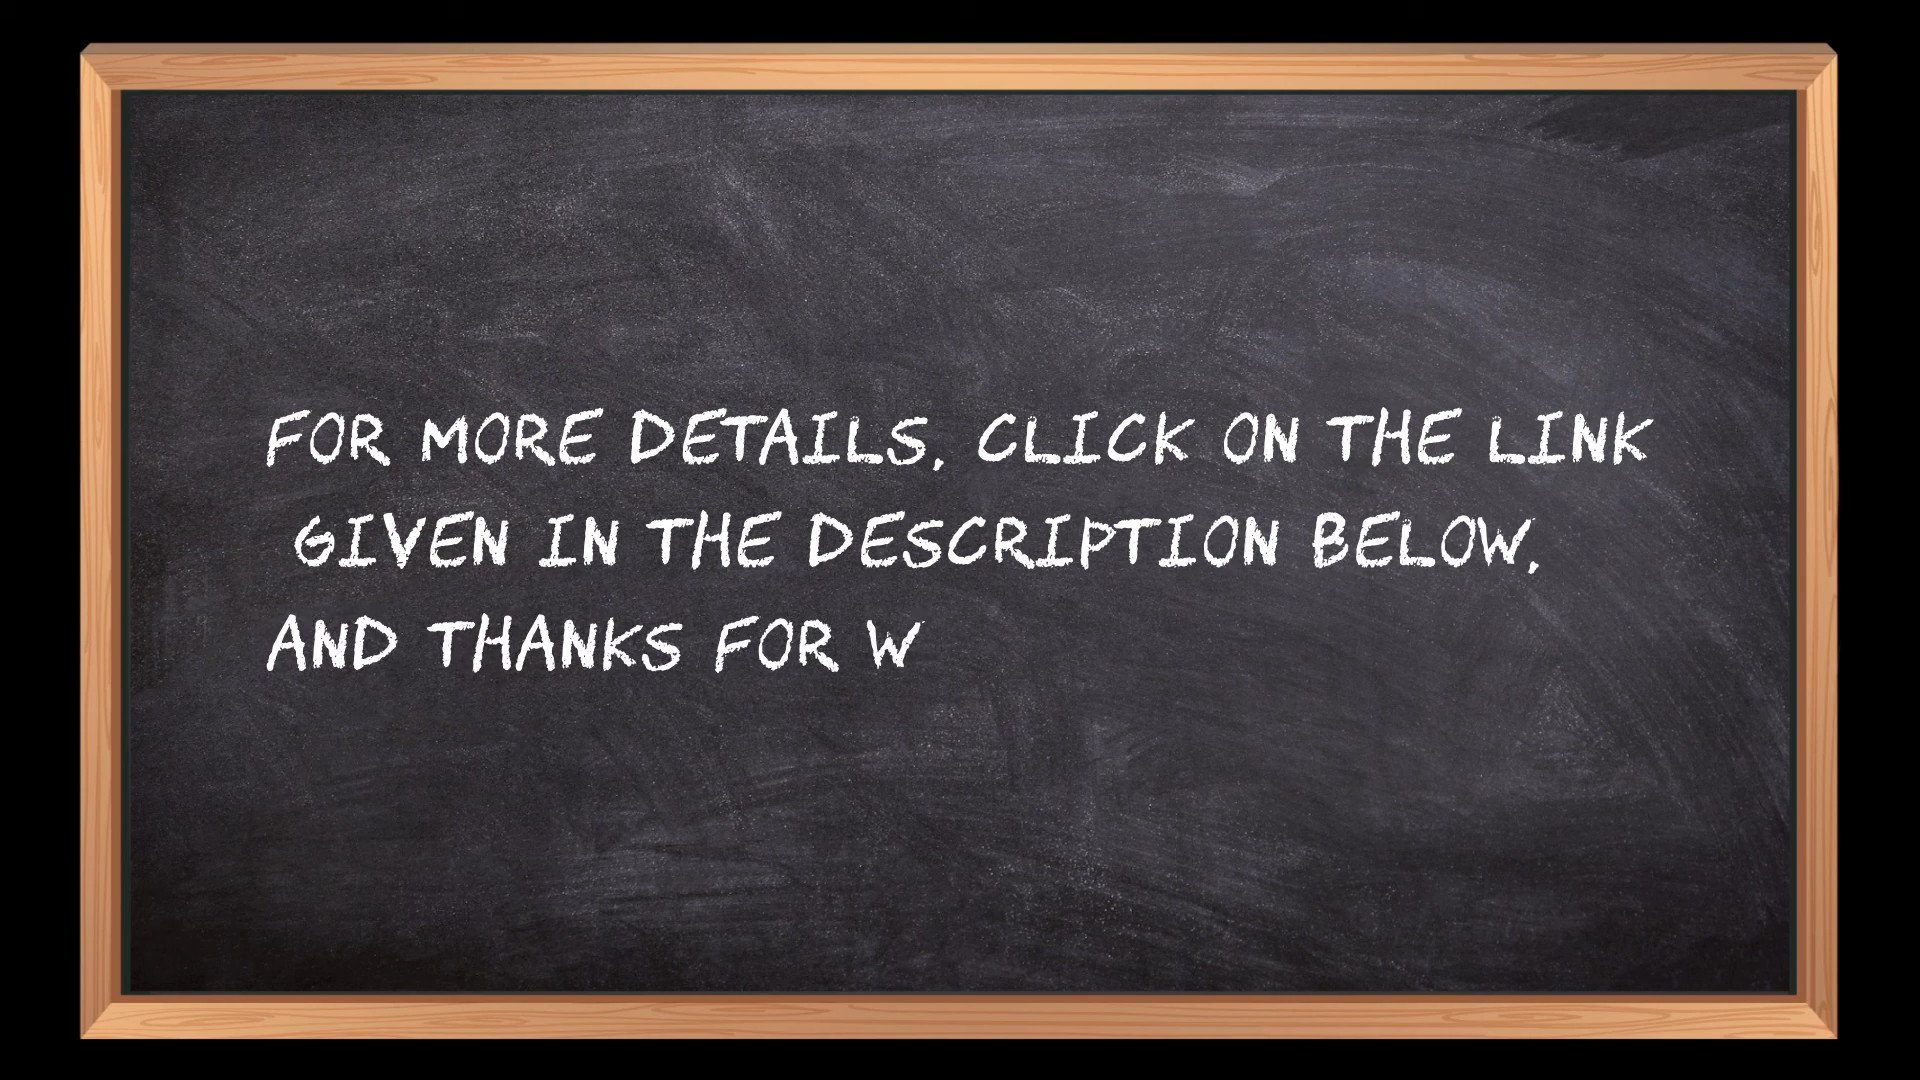 FOR MORE DETAILS, CLICK ON THE LINK
GIVEN IN THE DESCRIPTION BELOW,
AND THANKS FOR W